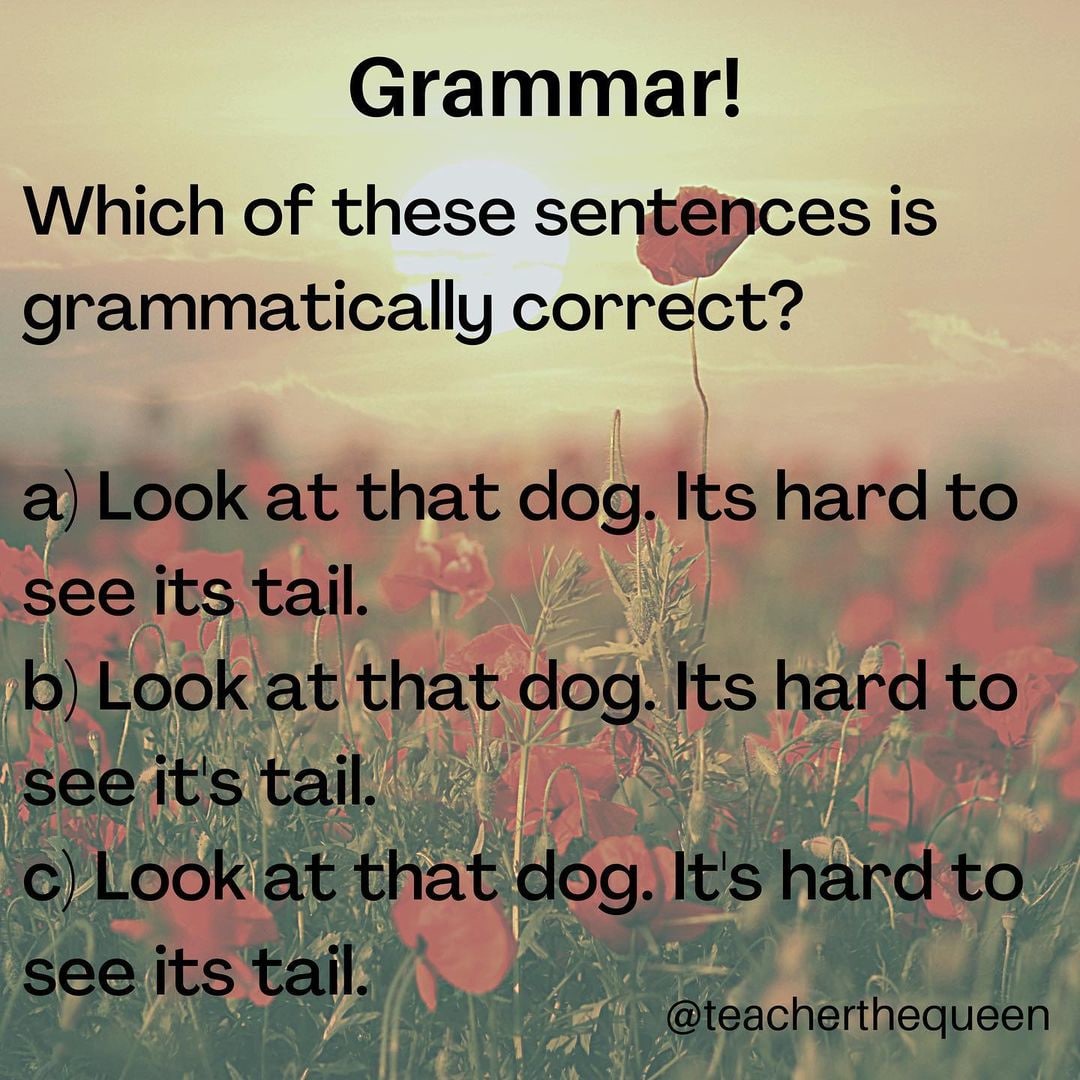 Grammar!
Which of these sentences is
grammatically correct?
a) Look at that dog. Its hard to
see its tail.
b) Look at that dog. Its hard to
see it's tail.
c) Look at that dog. It's hard to
see its tail.
@teacherthequeen